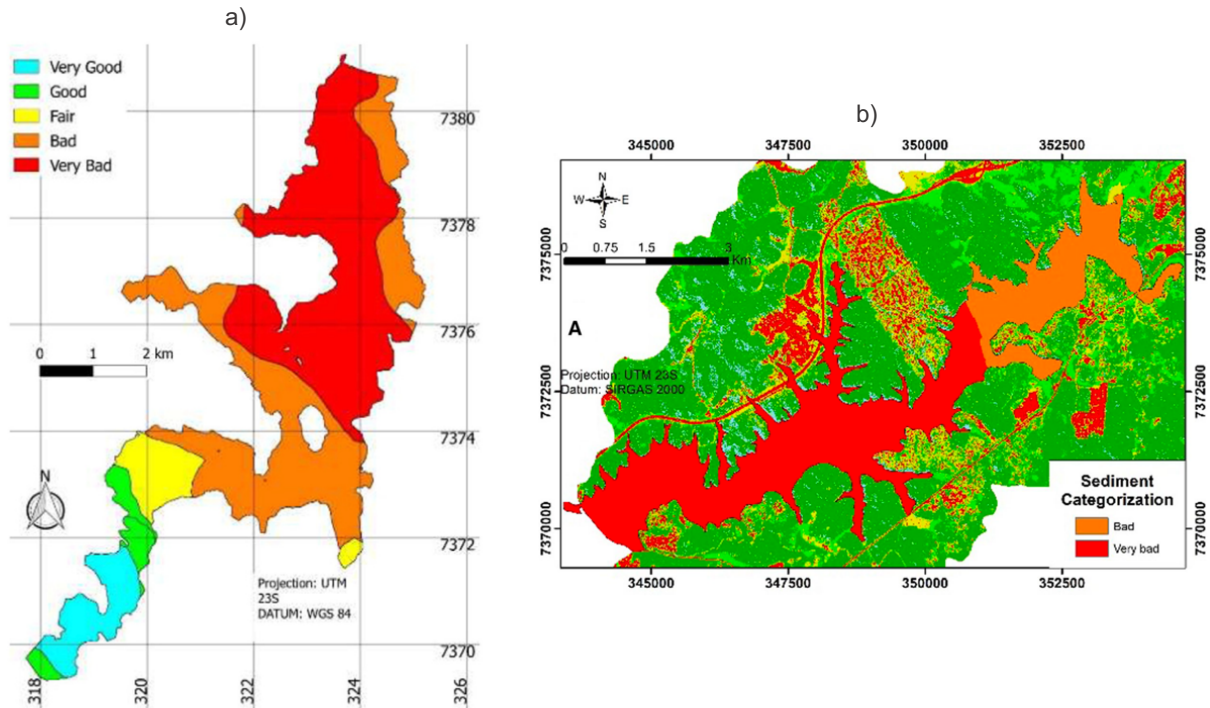 a)
Very Good
Good
Fair
Bad
Very Bad
7380
7378
7376
7374
7372
7370
0 1 2 km
N
Projection: UTM
23S
DATUM: WGS 84
318
320
322
324
326
b)
345000 347500 350000 352500
N
W E
S
0 0.75 1.5 3
Km
7375000
7372500
7370000
A
Projection: UTM 23S
Datum: SIRGAS 2000
7375000
7372500
7370000
Sediment
Categorization
Bad
Very bad
345000 347500 350000 352500